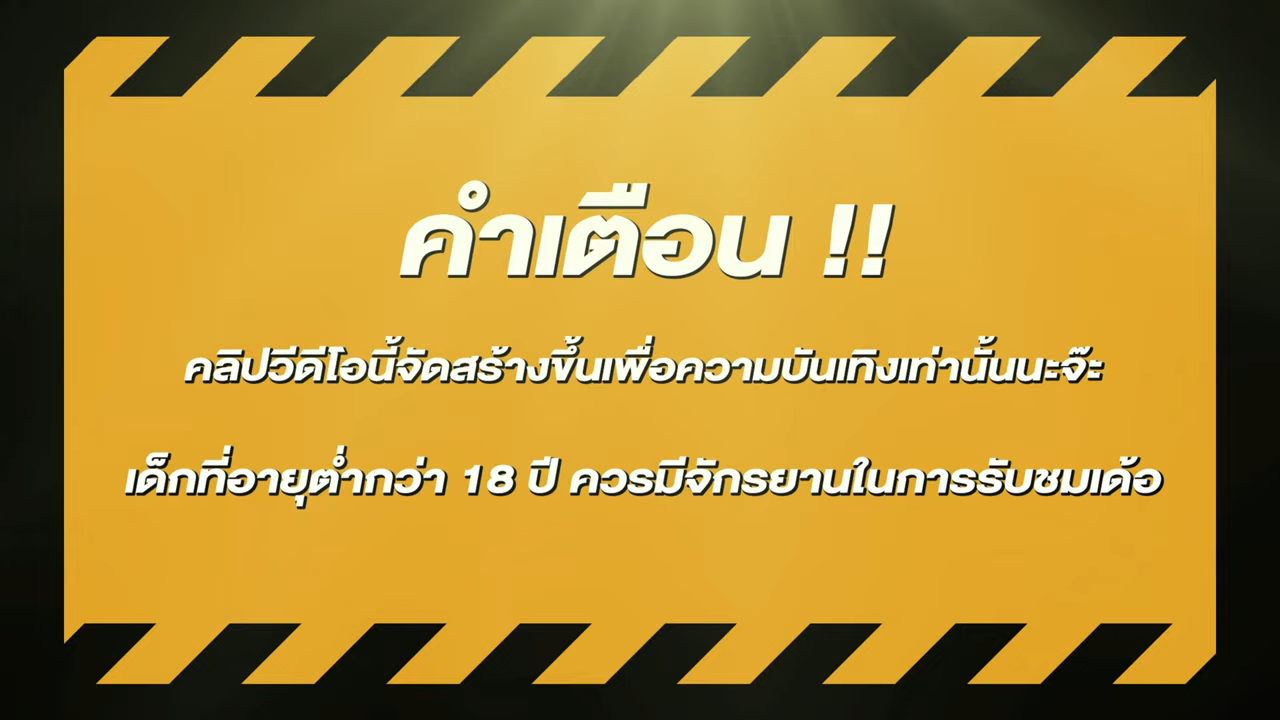 คำเตือน !!
คลิปวีดีโอนี้จัดสร้างขึ้นเพื่อความบันเทิงเท่านั้นนะจ๊ะ
เด็กที่อายุต่ำกว่า 18 ปี ควรมีจักรยานในการรับชมเด้อ